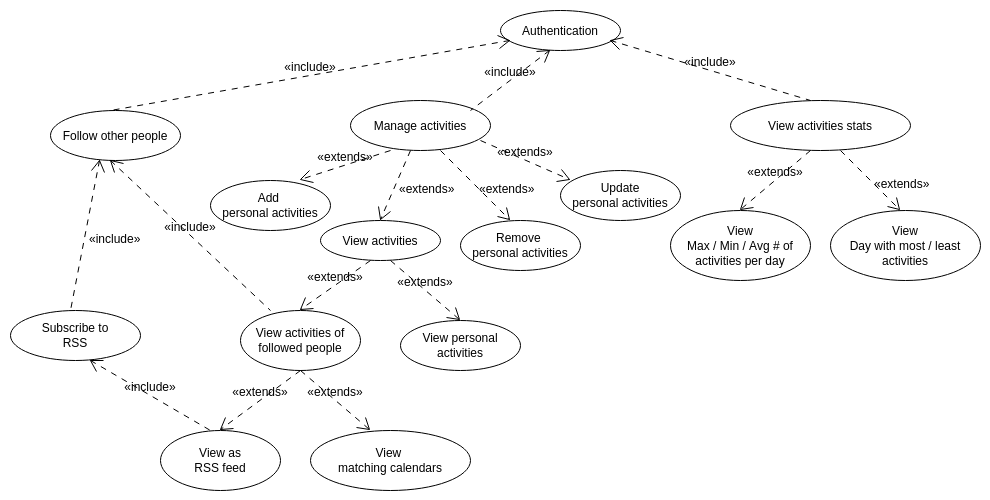 Authentication
«include»
«include»
«include»
Follow other people
Manage activities
View activities stats
«extends»
«extends»
«extends»
«extends»
«extends»
«extends»
Add
personal activities
Update
personal activities
View activities
Remove
personal activities
View
Max / Min / Avg # of
activities per day
View
Day with most / least
activities
«include»
«include»
«extends»
«extends»
Subscribe to
RSS
View activities of
followed people
View personal
activities
«include»
«extends»
«extends»
View as
RSS feed
View
matching calendars